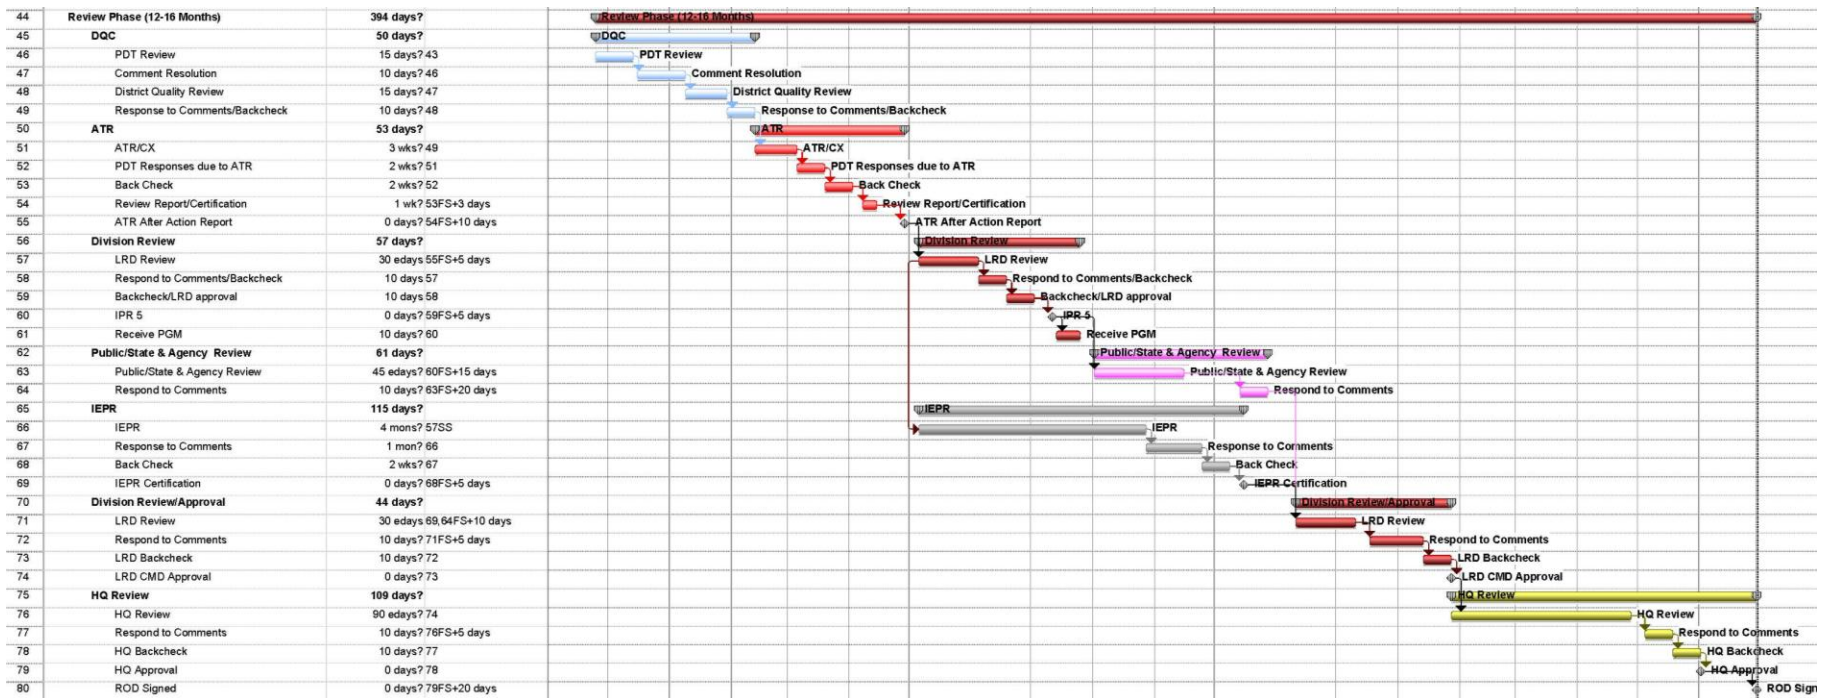 44 Review Phase (12-16 Months) 394 days? Review Phase (12-16 Months)
45 DQC 50 days? DQC
46 PDT Review 15 days? 43 PDT Review
47 Comment Resolution 10 days? 46 Comment Resolution
48 District Quality Review 15 days? 47 District Quality Review
49 Response to Comments/Backcheck 10 days? 48 Response to Comments/Backcheck
50 ATR 53 days? ATR
51 ATR/CX 3 wks? 49 ATR/CX
52 PDT Responses due to ATR 2 wks? 51 PDT Responses due to ATR
53 Back Check 2 wks? 52 Back Check
54 Review Report/Certification 1 wk? 53FS+3 days Review Report/Certification
55 ATR After Action Report 0 days? 54FS+10 days ATR After Action Report
56 Division Review 57 days? Division Review
57 LRD Review 30 edays 55FS+5 days LRD Review
58 Respond to Comments/Backcheck 10 days 57 Respond to Comments/Backcheck
59 Backcheck/LRD approval 10 days 58 Backcheck/LRD approval
60 IPR 5 0 days? 59FS+5 days IPR 5
61 Receive PGM 10 days? 60 Receive PGM
62 Public/State & Agency Review 61 days? Public/State & Agency Review
63 Public/State & Agency Review 45 edays? 60FS+15 days Public/State & Agency Review
64 Respond to Comments 10 days? 63FS+20 days Respond to Comments
65 IEPR 115 days? IEPR
66 IEPR 4 mons? 57SS IEPR
67 Response to Comments 1 mon? 66 Response to Comments
68 Back Check 2 wks? 67 Back Check
69 IEPR Certification 0 days? 68FS+5 days IEPR Certification
70 Division Review/Approval 44 days? Division Review/Approval
71 LRD Review 30 edays 69,64FS+10 days LRD Review
72 Respond to Comments 10 days? 71FS+5 days Respond to Comments
73 LRD Backcheck 10 days? 72 LRD Backcheck
74 LRD CMD Approval 0 days? 73 LRD CMD Approval
75 HQ Review 109 days? HQ Review
76 HQ Review 90 edays? 74 HQ Review
77 Respond to Comments 10 days? 76FS+5 days Respond to Comments
78 HQ Backcheck 10 days? 77 HQ Backcheck
79 HQ Approval 0 days? 78 HQ Approval
80 ROD Signed 0 days? 79FS+20 days ROD Sign